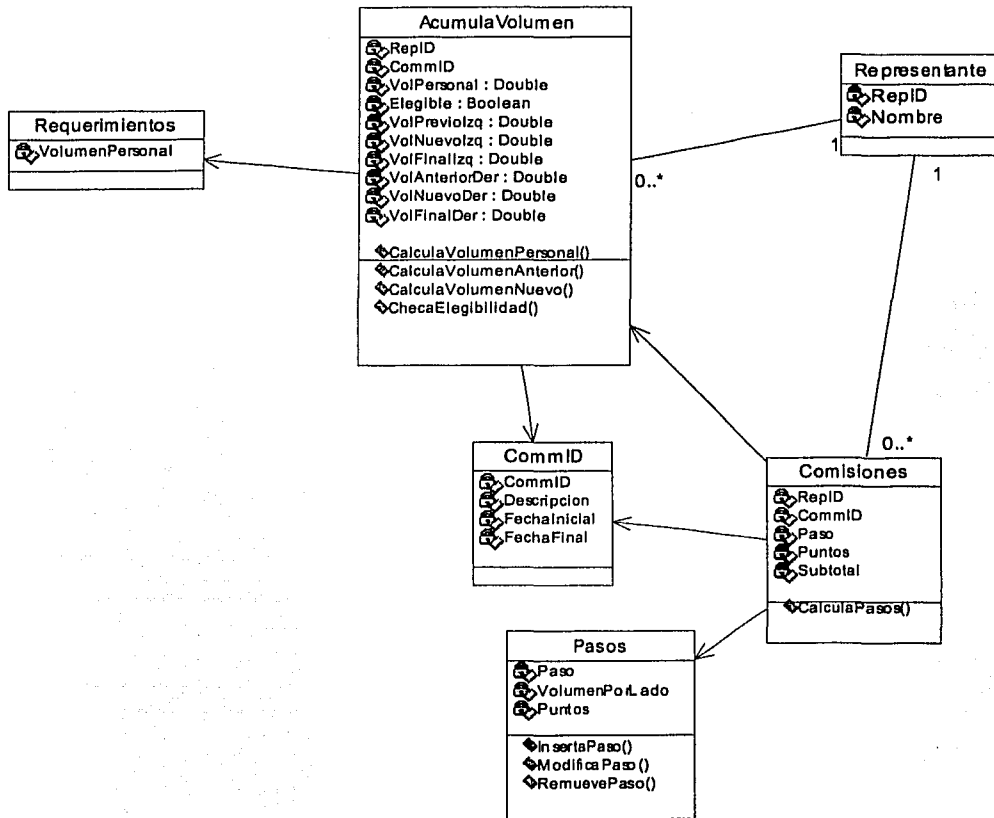 AcumulaVolumen
RepID
CommID
VolPersonal : Double
Elegible : Boolean
VolPrevioIzq : Double
VolNuevoIzq : Double
VolFinalIzq : Double
VolAnteriorDer : Double
VolNuevoDer : Double
VolFinalDer : Double
CalculaVolumenPersonal()
CalculaVolumenAnterior()
CalculaVolumenNuevo()
ChecaElegibilidad()
Representante
RepID
Nombre
Requerimientos
VolumenPersonal
1
0..*
1
0..*
CommID
CommID
Descripcion
FechaInicial
FechaFinal
Comisiones
RepID
CommID
Paso
Puntos
Subtotal
CalculaPasos()
Pasos
Paso
VolumenPorLado
Puntos
InsertaPaso()
ModificaPaso()
RemuevePaso()